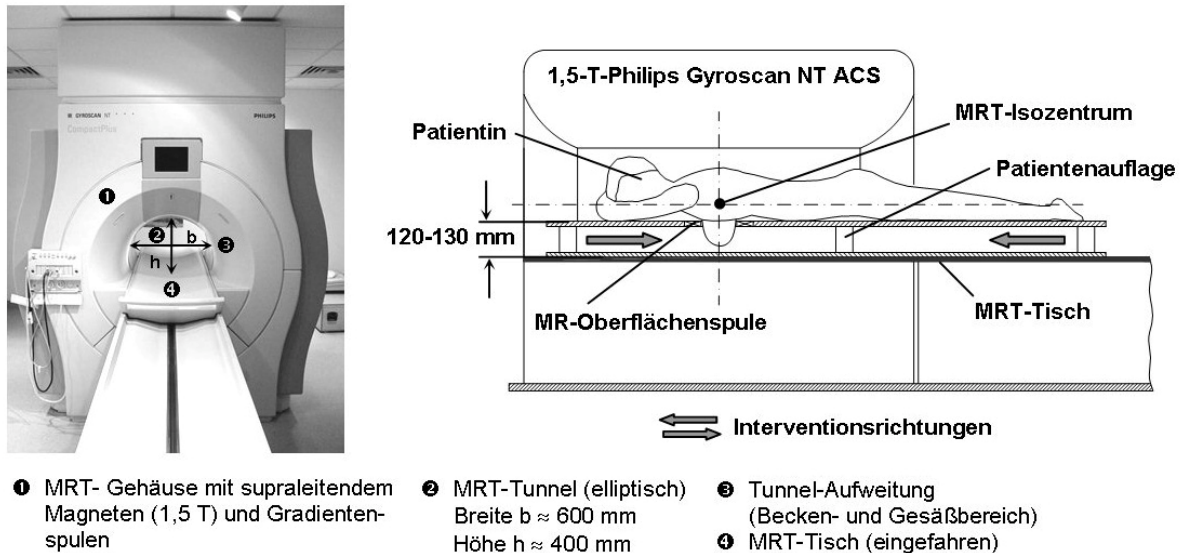 GYROSCAN NT
CompactPlus
PHILIPS
❶
❷
b
❸
h
❹
1,5-T-Philips Gyroscan NT ACS
MRT-Isozentrum
Patientin
Patientenauflage
120-130 mm
MR-Oberflächenspule
MRT-Tisch
Interventionsrichtungen
❶ MRT- Gehäuse mit supraleitendem
Magneten (1,5 T) und Gradienten-
spulen
❷ MRT-Tunnel (elliptisch)
Breite b ≈ 600 mm
Höhe h ≈ 400 mm
❸ Tunnel-Aufweitung
(Becken- und Gesäßbereich)
❹ MRT-Tisch (eingefahren)